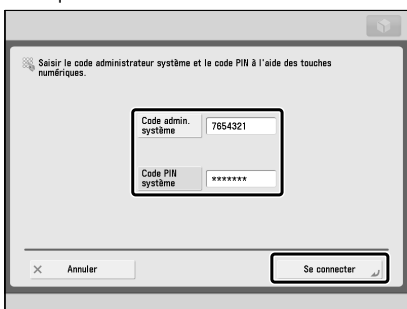 Saisir le code administrateur système et le code PIN à l'aide des touches
numériques.
Code admin.
système
7654321
Code PIN
système
*******
Annuler
Se connecter